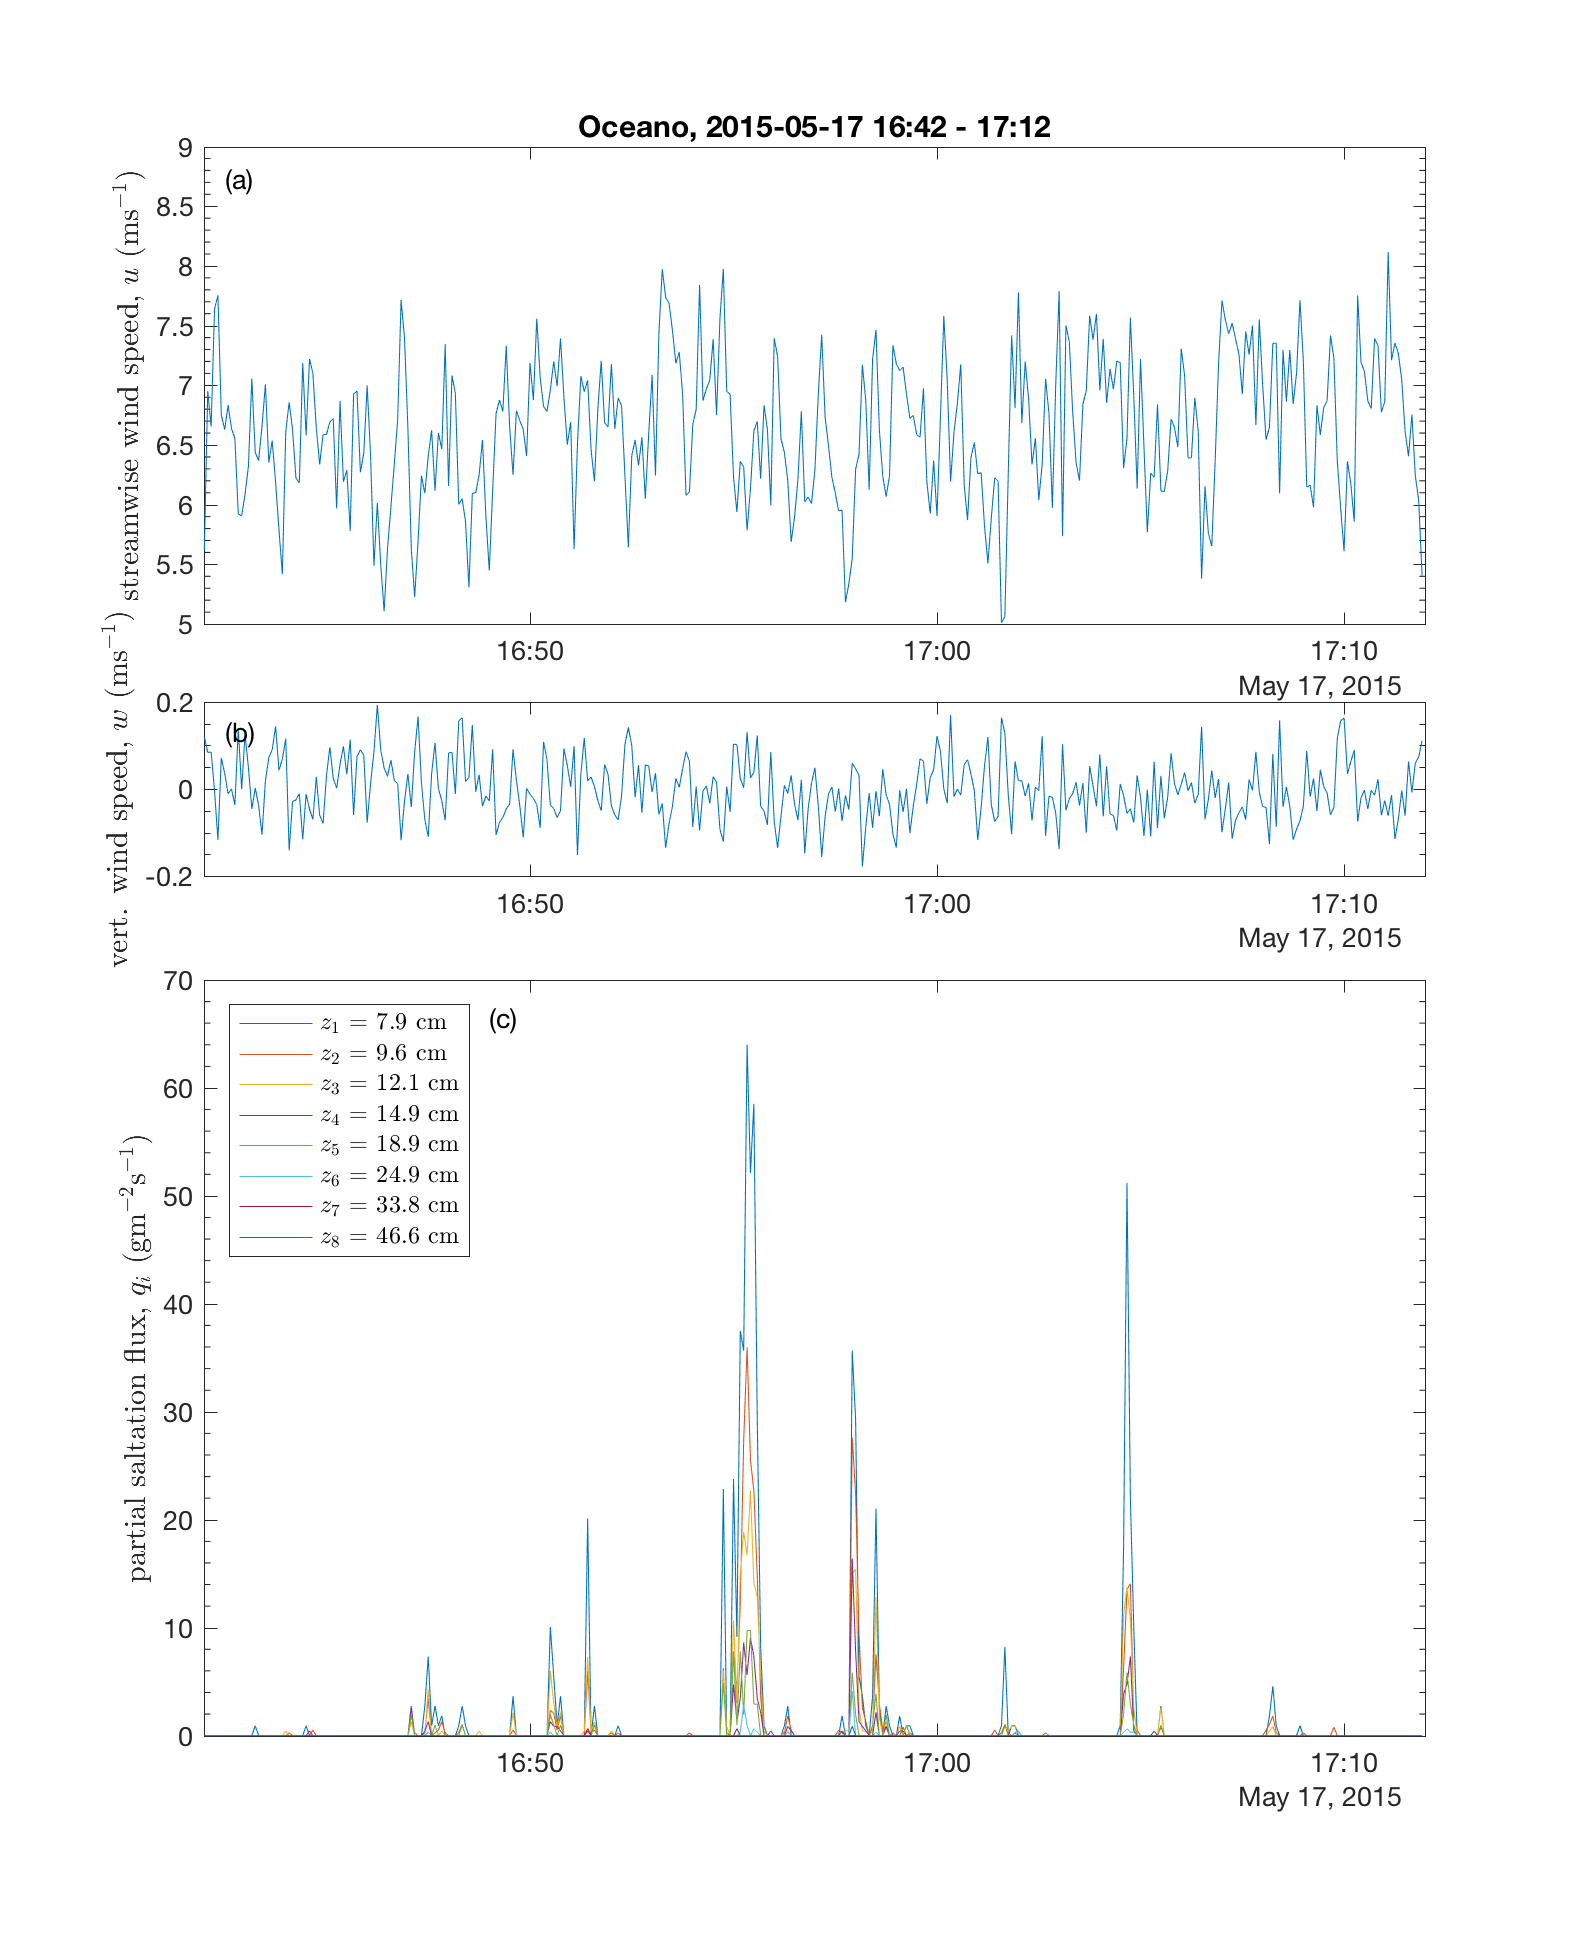 Oceano, 2015-05-17 16:42 - 17:12
(a)
streamwise wind speed, u (ms⁻¹)
9
8.5
8
7.5
7
6.5
6
5.5
5
16:50 17:00 17:10
May 17, 2015
(b)
vert. wind speed, w (ms⁻¹)
0.2
0
-0.2
16:50 17:00 17:10
May 17, 2015
(c)
partial saltation flux, qᵢ (gm⁻²s⁻¹)
70
60
50
40
30
20
10
0
z₁ = 7.9 cm
z₂ = 9.6 cm
z₃ = 12.1 cm
z₄ = 14.9 cm
z₅ = 18.9 cm
z₆ = 24.9 cm
z₇ = 33.8 cm
z₈ = 46.6 cm
16:50 17:00 17:10
May 17, 2015